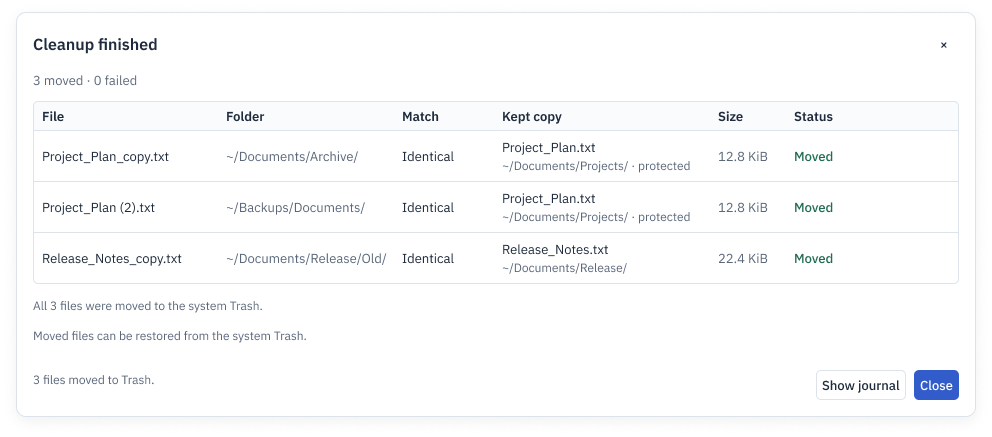 Cleanup finished
×
3 moved · 0 failed
File Folder Match Kept copy Size Status
Project_Plan_copy.txt ~/Documents/Archive/ Identical Project_Plan.txt 12.8 KiB Moved
~/Documents/Projects/ · protected
Project_Plan (2).txt ~/Backups/Documents/ Identical Project_Plan.txt 12.8 KiB Moved
~/Documents/Projects/ · protected
Release_Notes_copy.txt ~/Documents/Release/Old/ Identical Release_Notes.txt 22.4 KiB Moved
~/Documents/Release/
All 3 files were moved to the system Trash.
Moved files can be restored from the system Trash.
3 files moved to Trash.
Show journal Close